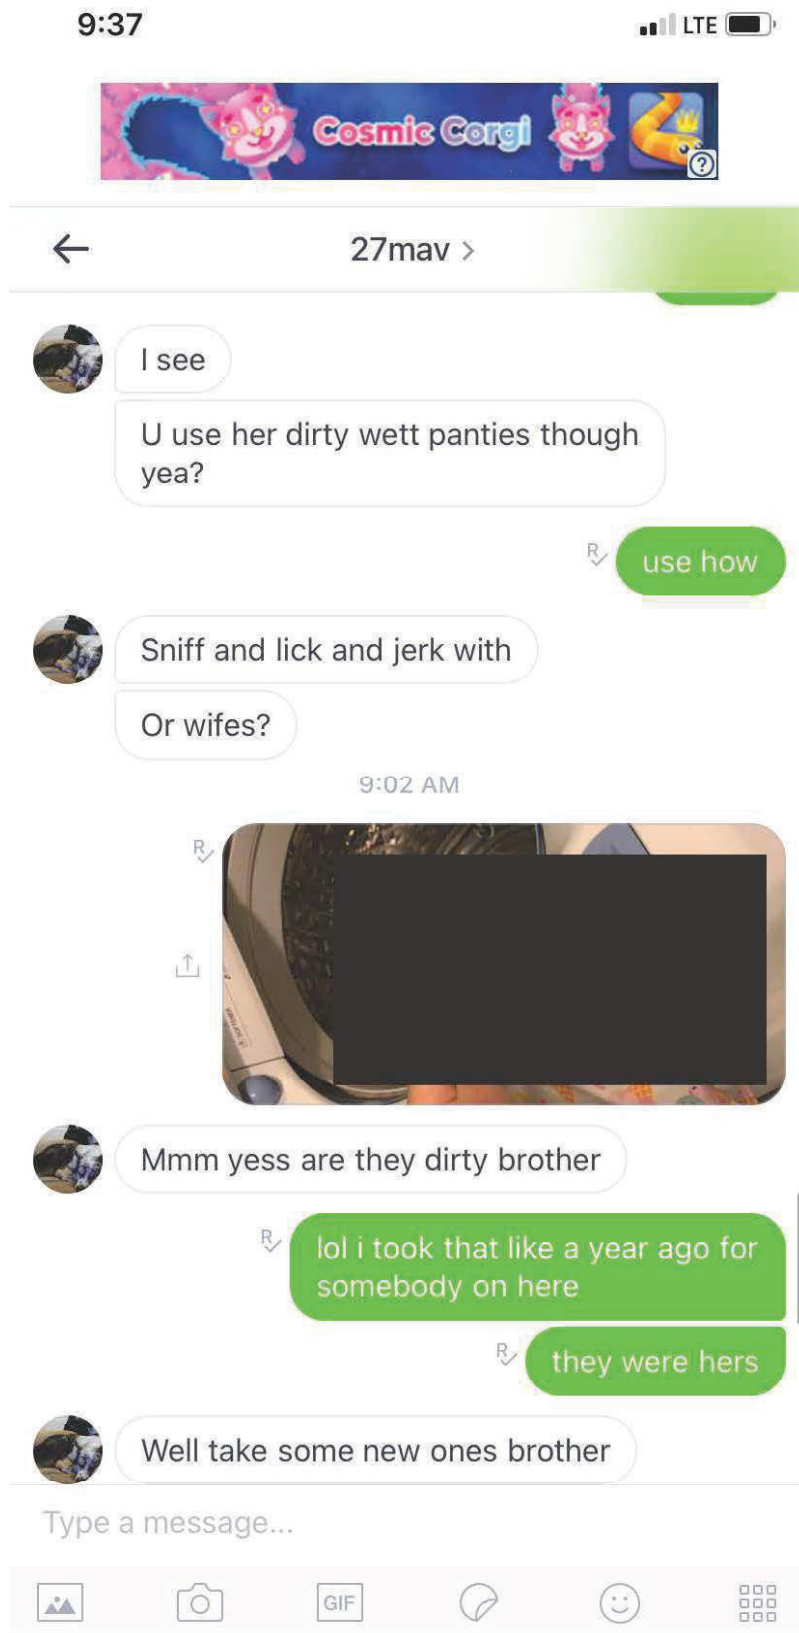 9:37
LTE
Cosmic Corgi
27mav
I see
U use her dirty wett panties though
yea?
use how
Sniff and lick and jerk with
Or wifes?
9:02 AM
SOFTENER
Mmm yess are they dirty brother
lol i took that like a year ago for
somebody on here
they were hers
Well take some new ones brother
Type a message...
GIF